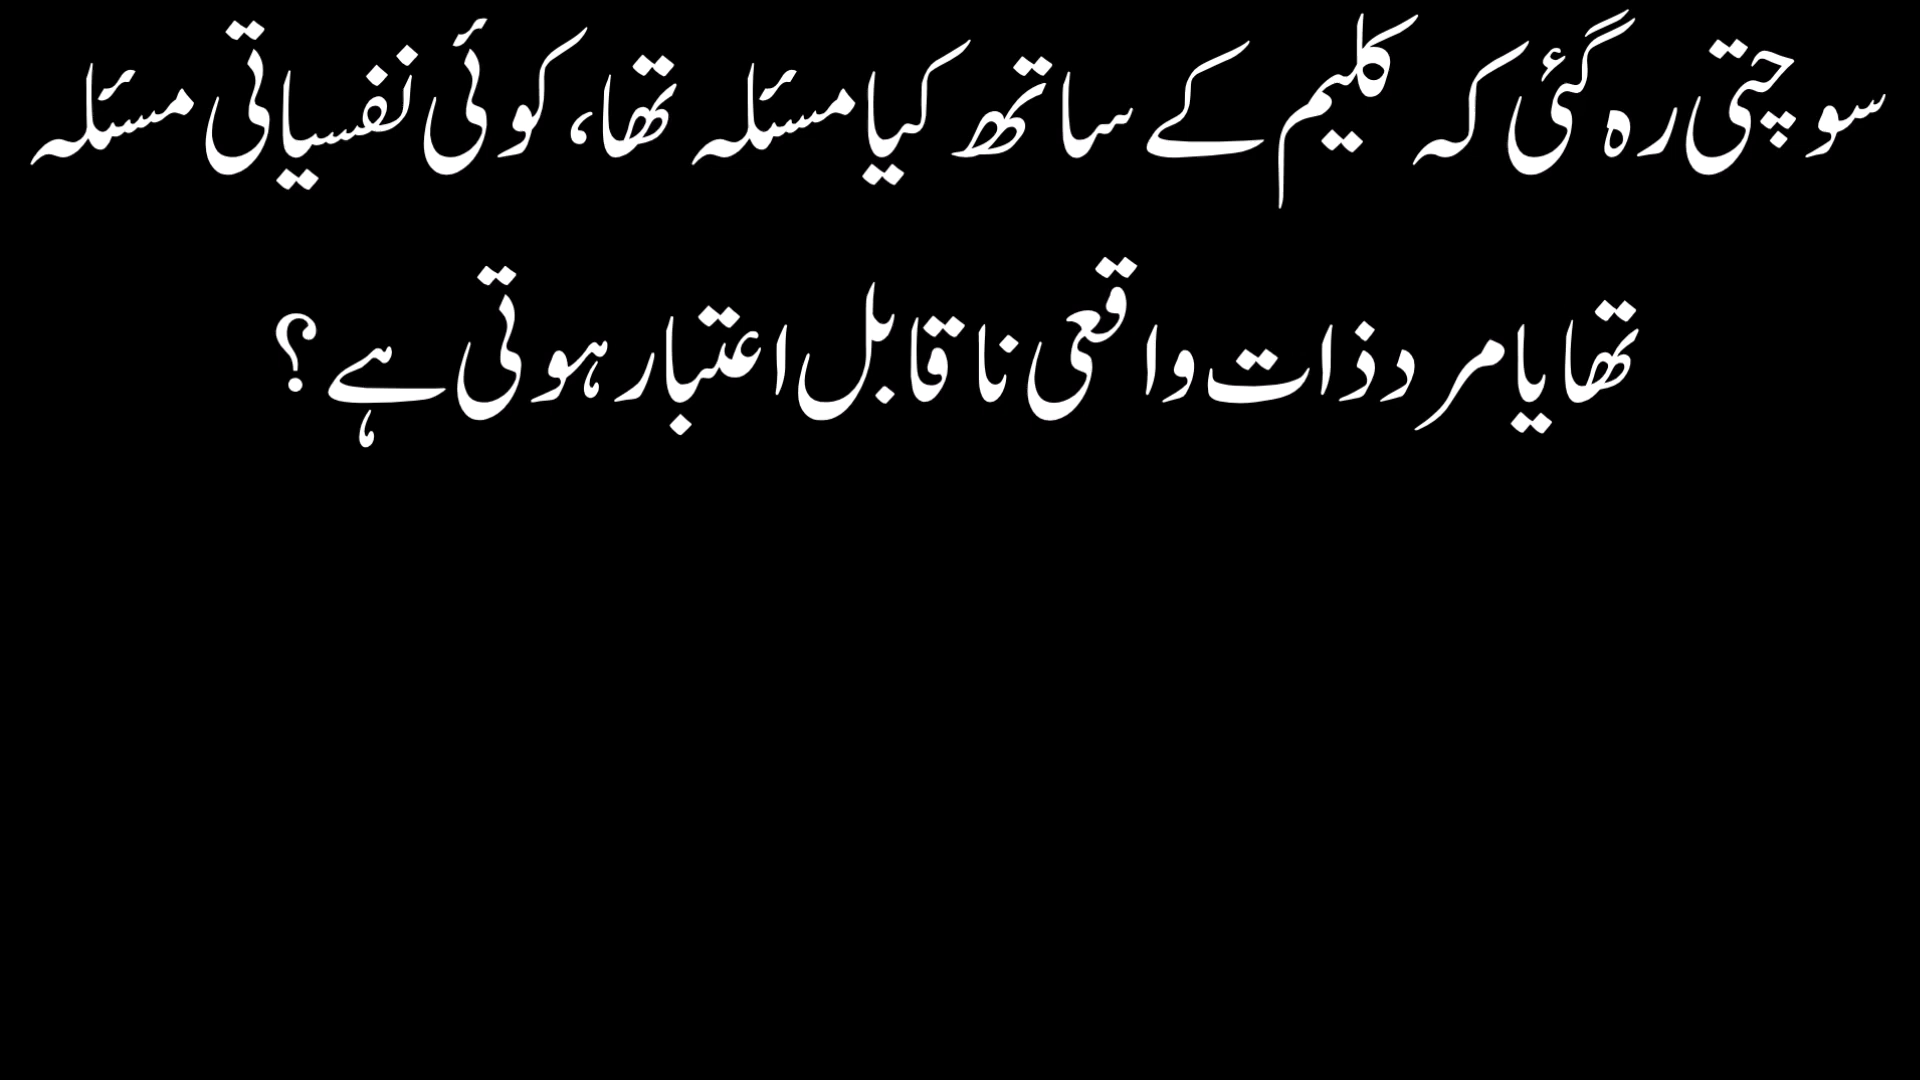 سوچتی رہ گئی کہ کلیم کے ساتھ کیا مسئلہ تھا، کوئی نفسیاتی مسئلہ
تھا یا مرد ذات واقعی ناقابل اعتبار ہوتی ہے؟